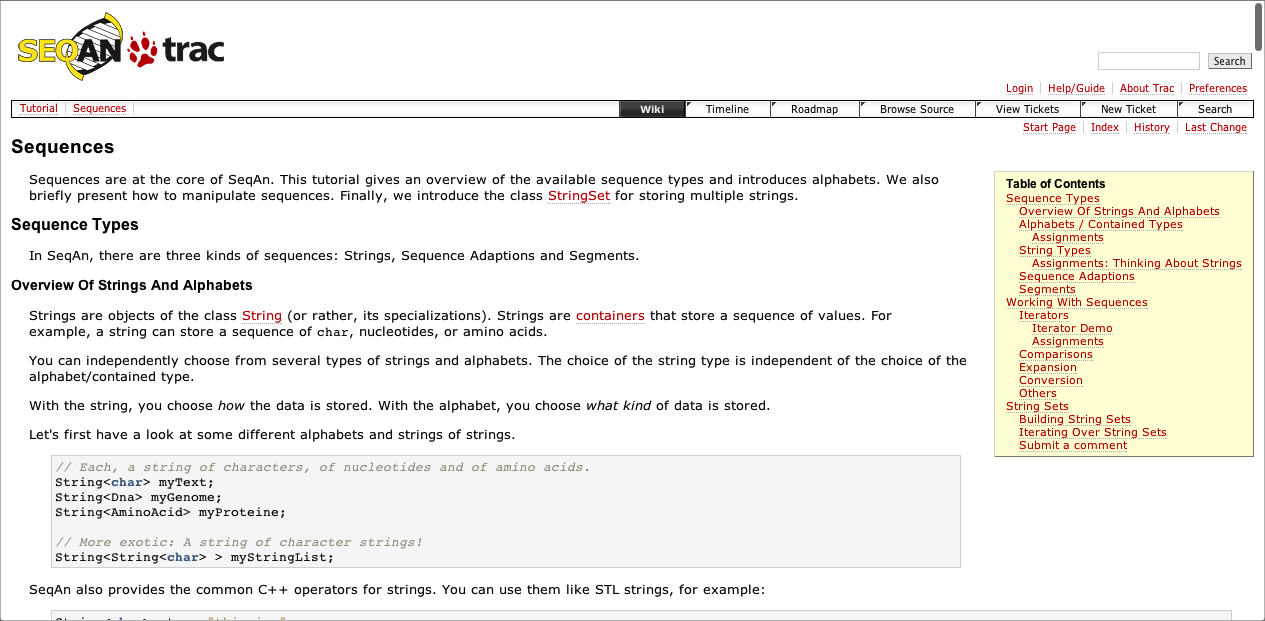 SEQAN trac
Search
Login Help/Guide About Trac Preferences
Tutorial Sequences Wiki Timeline Roadmap Browse Source View Tickets New Ticket Search
Start Page Index History Last Change
Sequences
Sequences are at the core of SeqAn. This tutorial gives an overview of the available sequence types and introduces alphabets. We also
briefly present how to manipulate sequences. Finally, we introduce the class StringSet for storing multiple strings.
Sequence Types
In SeqAn, there are three kinds of sequences: Strings, Sequence Adaptions and Segments.
Overview Of Strings And Alphabets
Strings are objects of the class String (or rather, its specializations). Strings are containers that store a sequence of values. For
example, a string can store a sequence of char, nucleotides, or amino acids.
You can independently choose from several types of strings and alphabets. The choice of the string type is independent of the choice of the
alphabet/contained type.
With the string, you choose how the data is stored. With the alphabet, you choose what kind of data is stored.
Let's first have a look at some different alphabets and strings of strings.
// Each, a string of characters, of nucleotides and of amino acids.
String<char> myText;
String<Dna> myGenome;
String<AminoAcid> myProteine;
// More exotic: A string of character strings!
String<String<char> > myStringList;
SeqAn also provides the common C++ operators for strings. You can use them like STL strings, for example:
Table of Contents
Sequence Types
Overview Of Strings And Alphabets
Alphabets / Contained Types
Assignments
String Types
Assignments: Thinking About Strings
Sequence Adaptions
Segments
Working With Sequences
Iterators
Iterator Demo
Assignments
Comparisons
Expansion
Conversion
Others
String Sets
Building String Sets
Iterating Over String Sets
Submit a comment